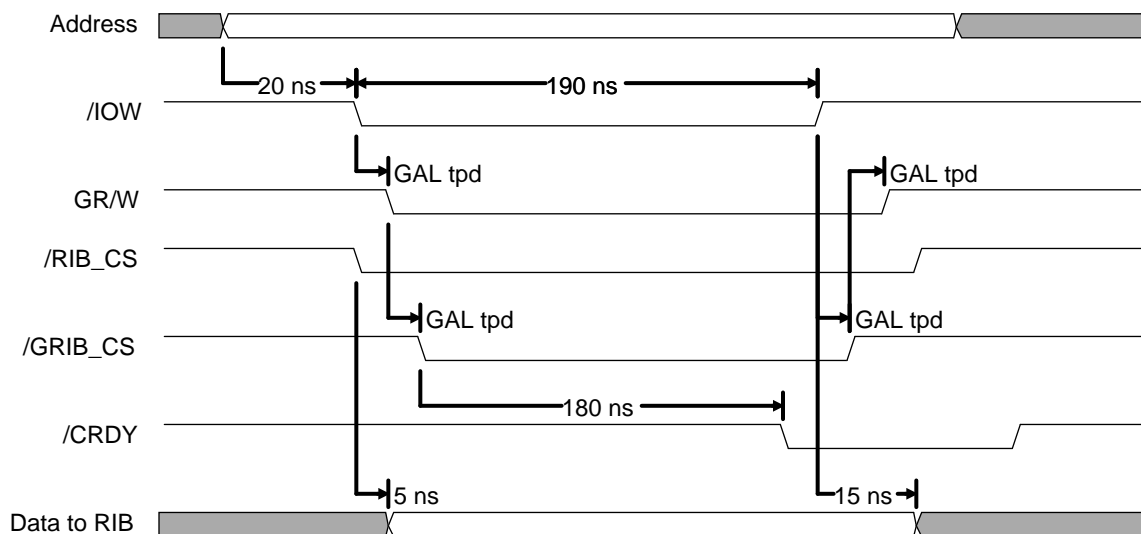 Address
20 ns
190 ns
/IOW
GAL tpd
GAL tpd
GR/W
/RIB_CS
GAL tpd
GAL tpd
/GRIB_CS
180 ns
/CRDY
5 ns
15 ns
Data to RIB